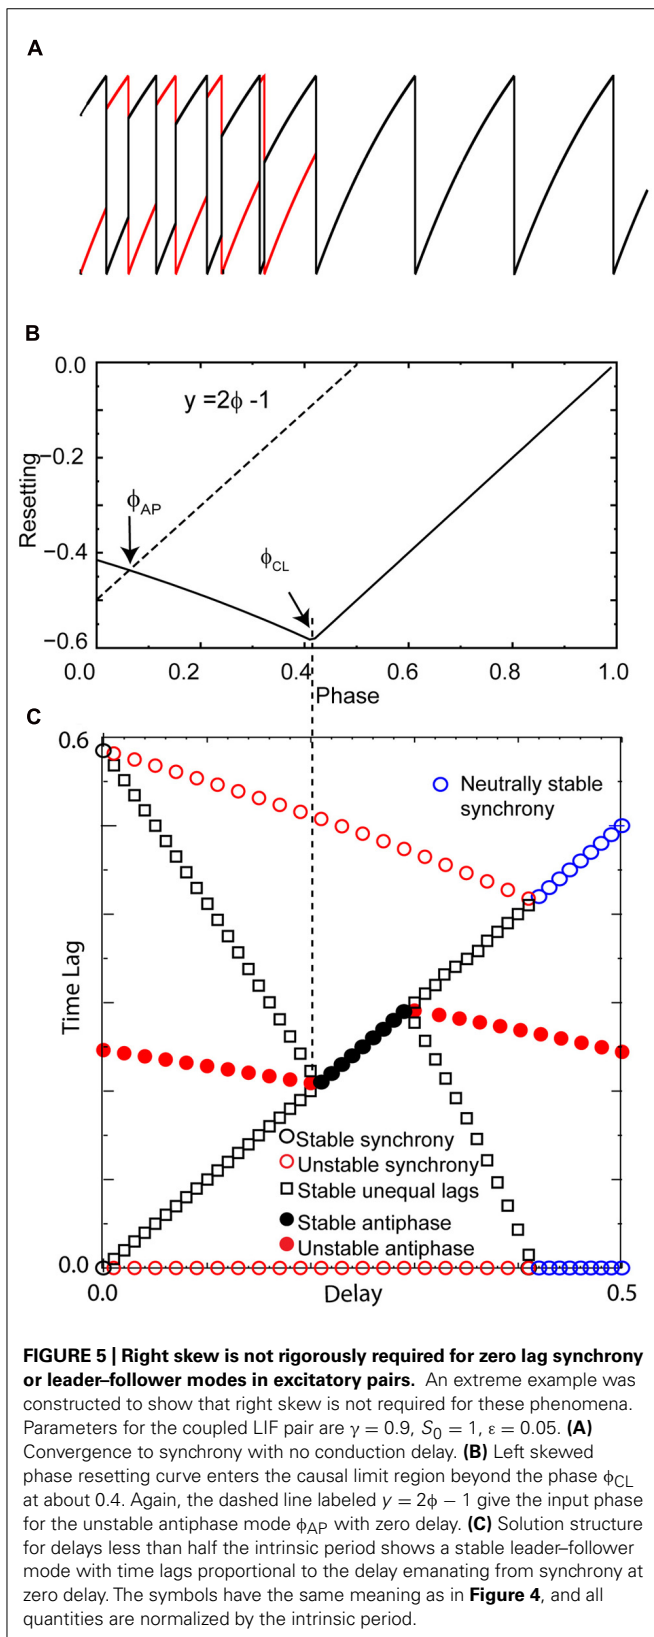 A
B
0.0
y =2ϕ -1
−0.2
Resetting
ϕAP
−0.4
ϕCL
−0.6
0.0 0.2 0.4 0.6 0.8 1.0
Phase
C
0.6
Neutrally stable
synchrony
Time Lag
Stable synchrony
Unstable synchrony
Stable unequal lags
Stable antiphase
Unstable antiphase
0.0
0.0 Delay 0.5
FIGURE 5 | Right skew is not rigorously required for zero lag synchrony
or leader–follower modes in excitatory pairs. An extreme example was
constructed to show that right skew is not required for these phenomena.
Parameters for the coupled LIF pair are γ = 0.9, S0 = 1, ε = 0.05. (A)
Convergence to synchrony with no conduction delay. (B) Left skewed
phase resetting curve enters the causal limit region beyond the phase ϕCL
at about 0.4. Again, the dashed line labeled y = 2ϕ − 1 give the input phase
for the unstable antiphase mode ϕAP with zero delay. (C) Solution structure
for delays less than half the intrinsic period shows a stable leader–follower
mode with time lags proportional to the delay emanating from synchrony at
zero delay. The symbols have the same meaning as in Figure 4, and all
quantities are normalized by the intrinsic period.